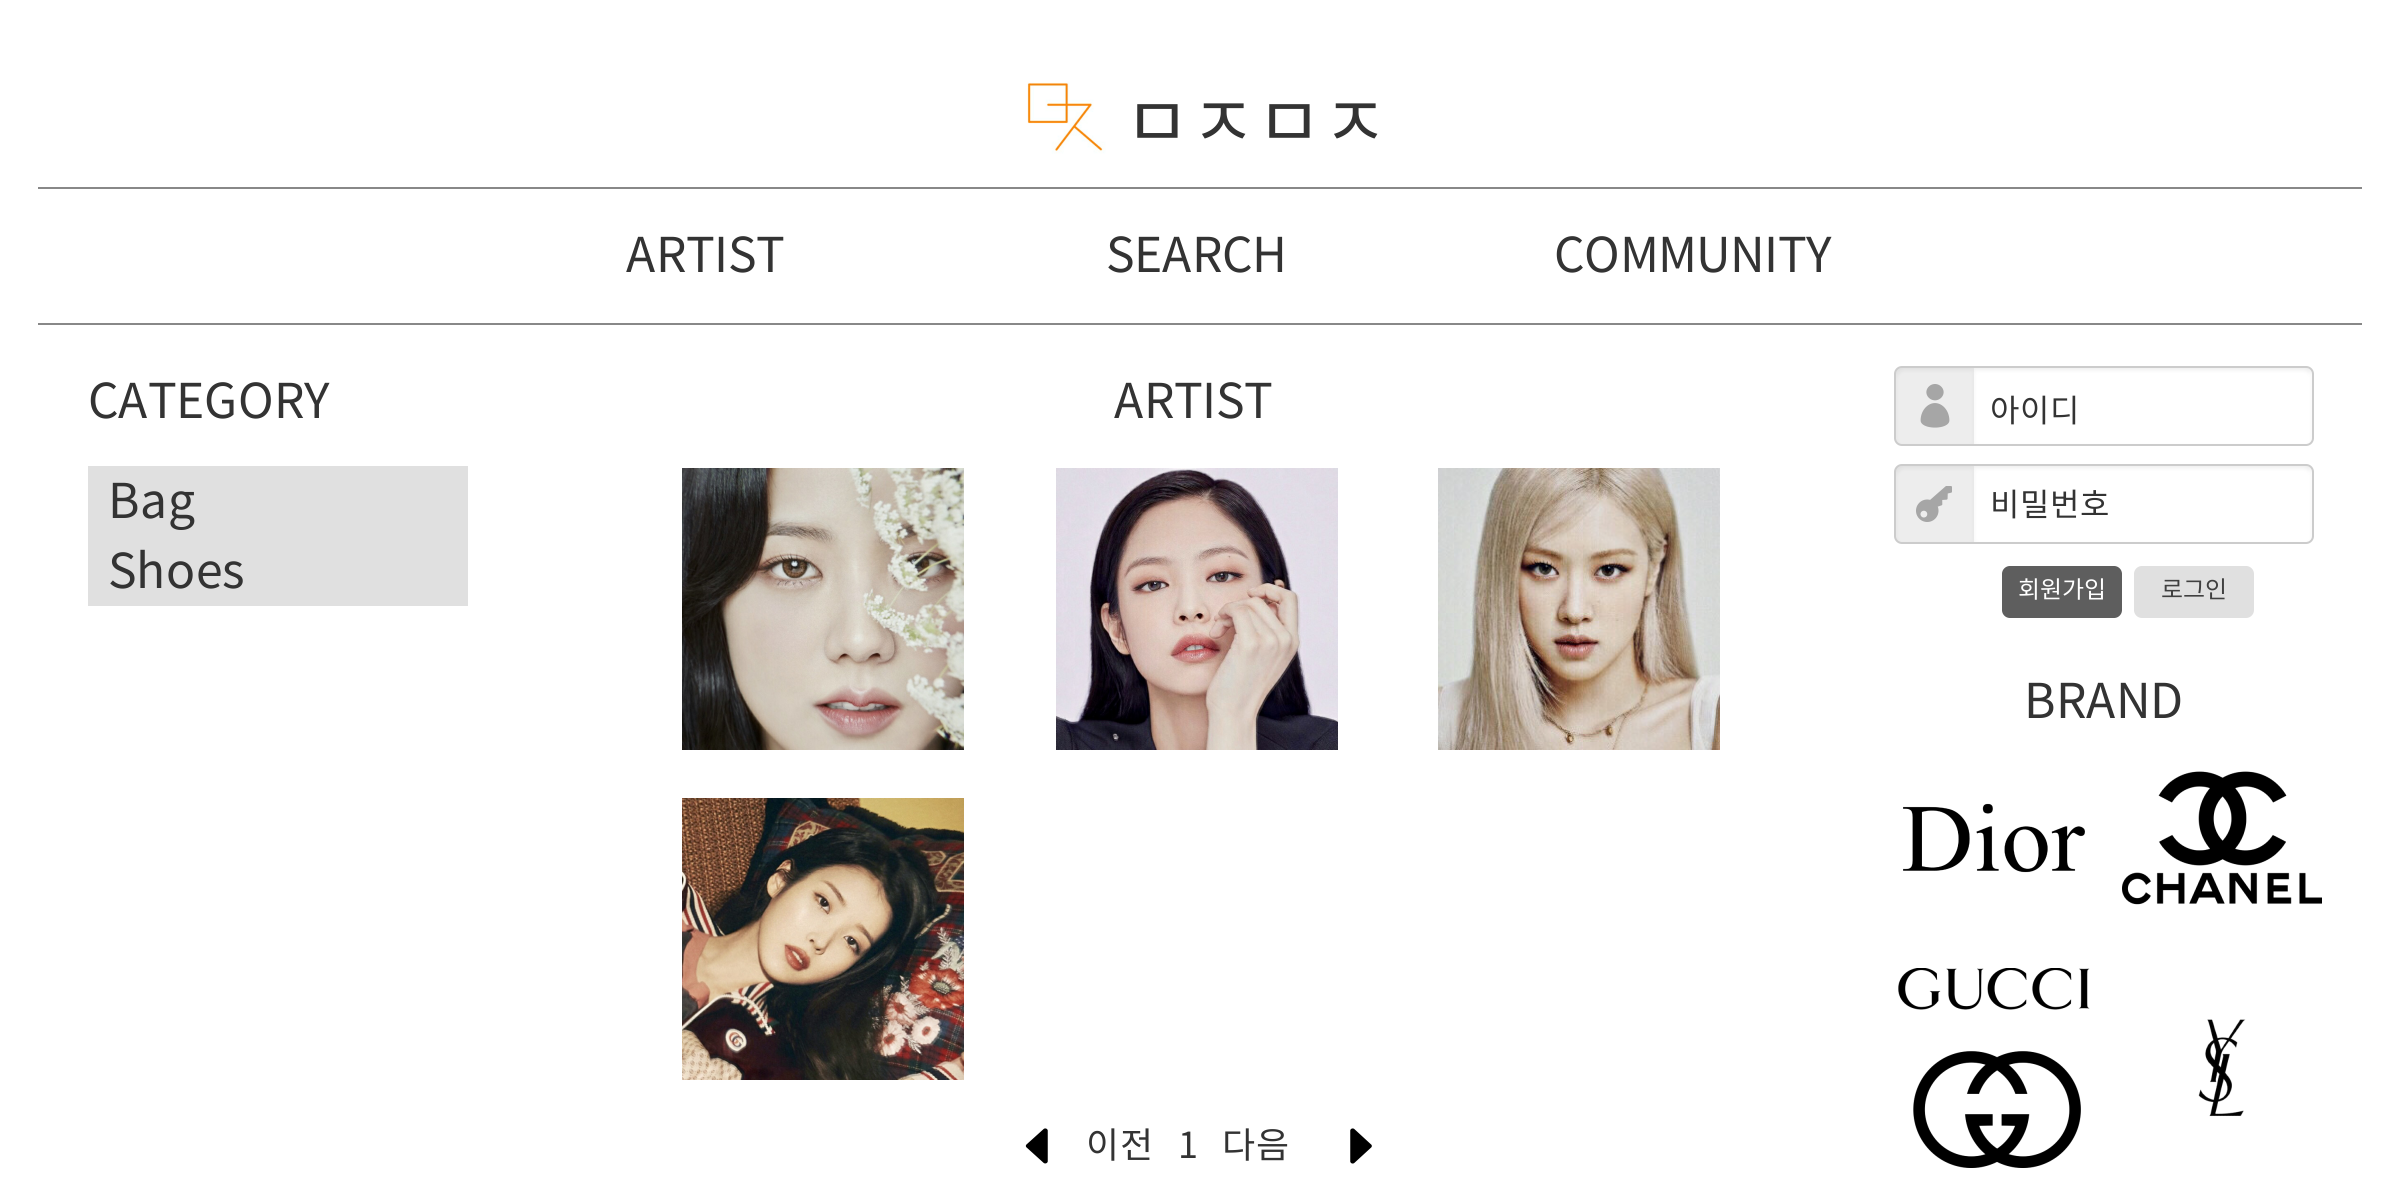 ㅁㅈㅁㅈ
ARTIST SEARCH COMMUNITY
CATEGORY
Bag
Shoes
ARTIST
이전 1 다음
아이디
비밀번호
회원가입 로그인
BRAND
Dior
CHANEL
GUCCI
YSL